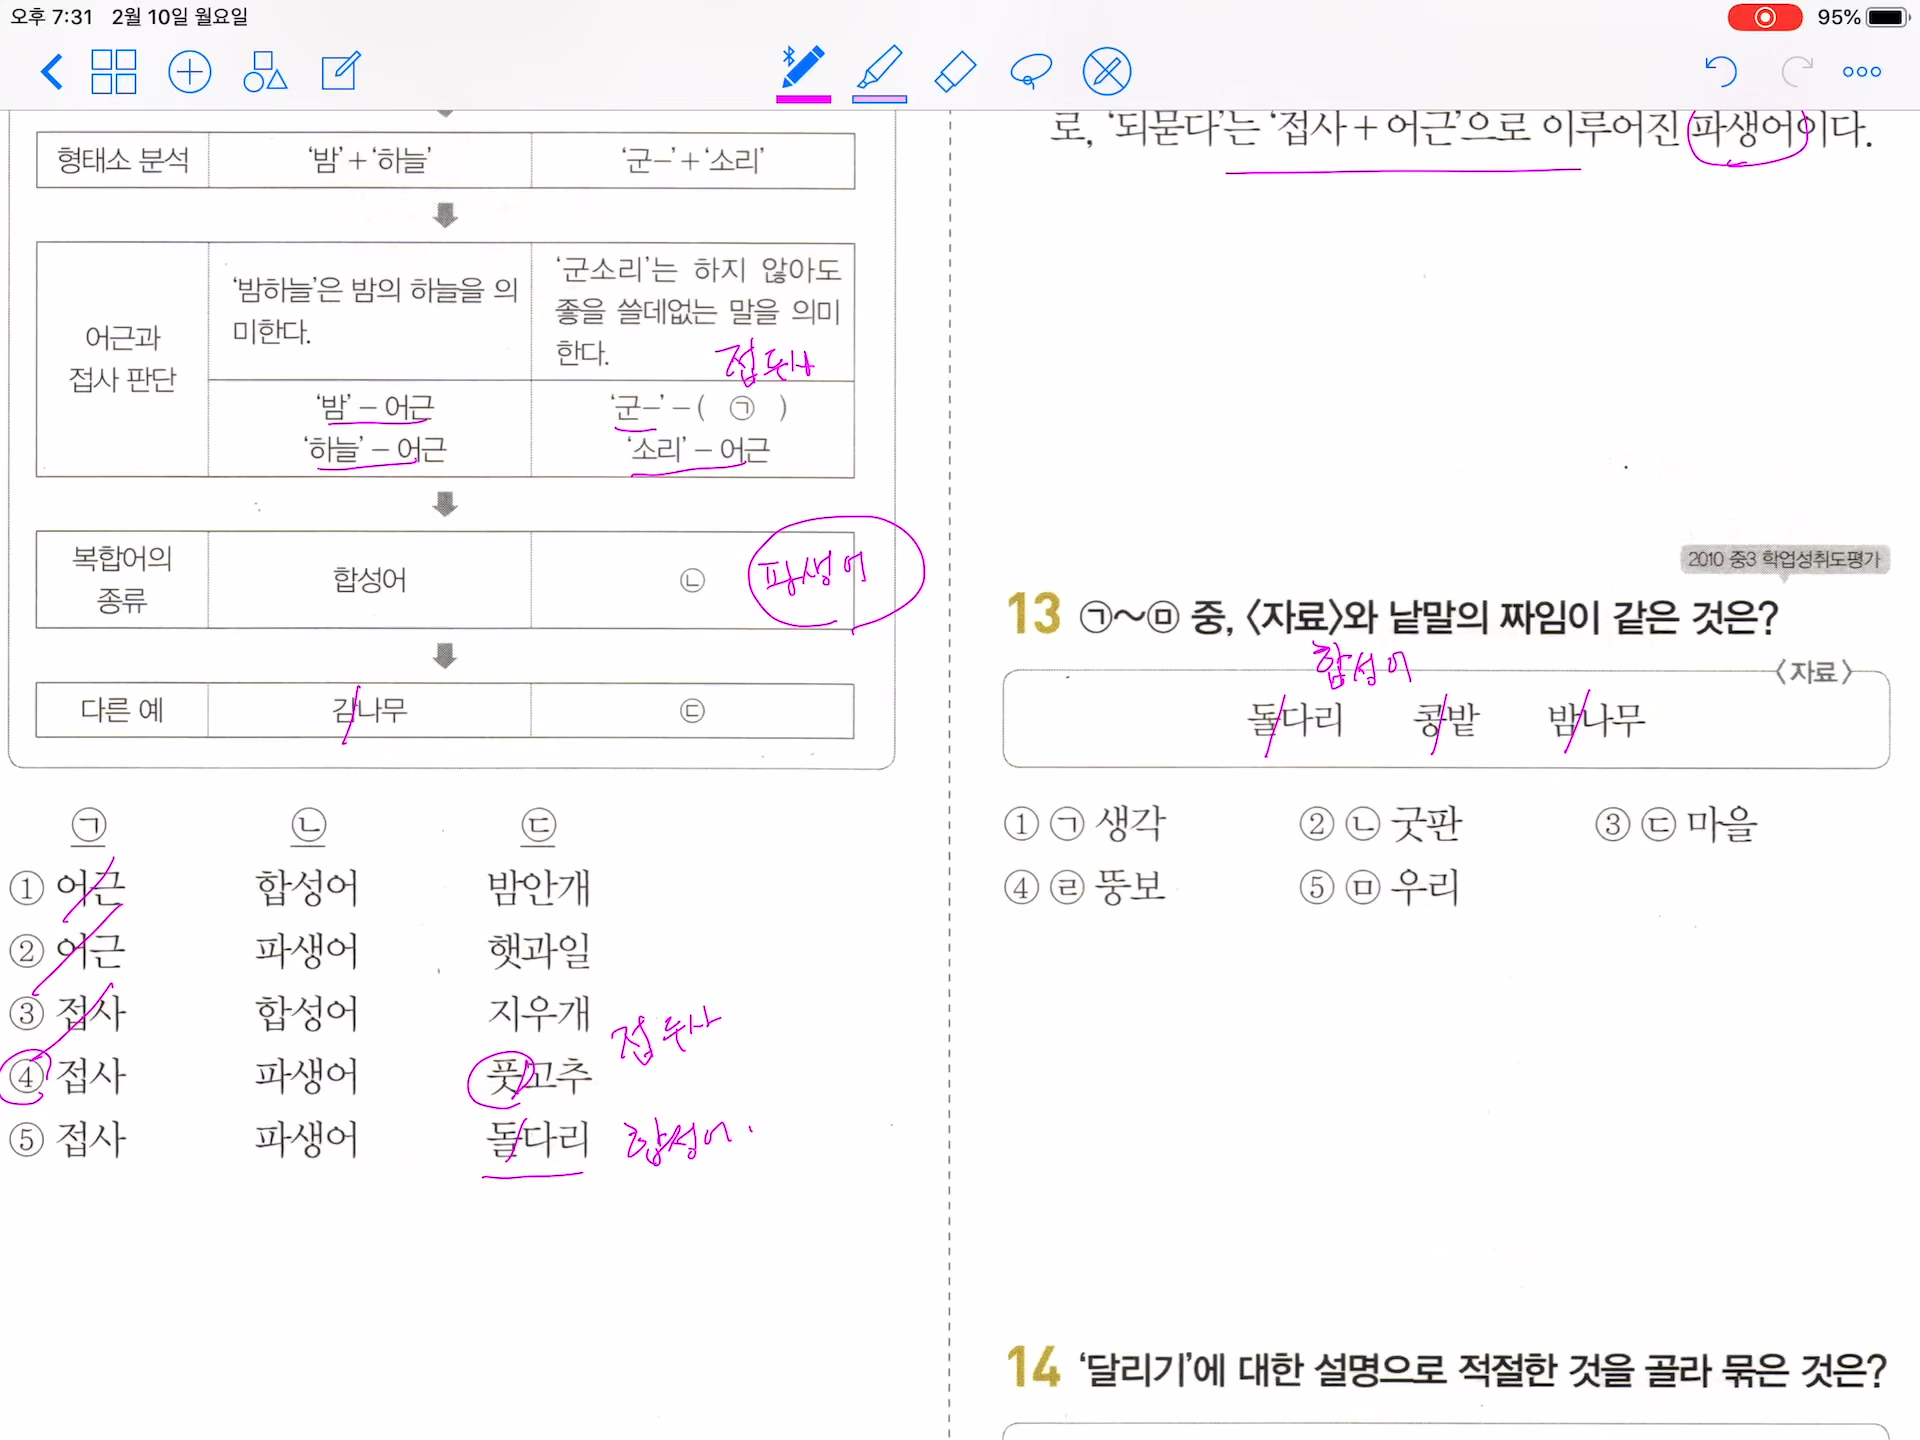 오후 7:31 2월 10일 월요일
95%
형태소 분석 '밤'+'하늘' '군-'+'소리'
어근과
접사 판단
'밤하늘'은 밤의 하늘을 의
미한다.
'군소리'는 하지 않아도
좋을 쓸데없는 말을 의미
한다.
접두사
'밤' – 어근
'하늘' – 어근
'군-' – ( ㉠ )
'소리' – 어근
복합어의
종류
합성어
㉡
파생어
다른 예 감나무 ㉢
㉠ ㉡ ㉢
① 어근 합성어 밤안개
② 어근 파생어 햇과일
③ 접사 합성어 지우개
④ 접사 파생어 풋고추 접두사
⑤ 접사 파생어 돌다리 합성어.
로, '되묻다'는 '접사 + 어근'으로 이루어진 파생어이다.
2010 중3 학업성취도평가
13 ㉠~㉤ 중, 〈자료〉와 낱말의 짜임이 같은 것은?
합성어
〈자료〉
돌다리 콩밭 밤나무
① ㉠ 생각 ② ㉡ 굿판 ③ ㉢ 마을
④ ㉣ 뚱보 ⑤ ㉤ 우리
14 '달리기'에 대한 설명으로 적절한 것을 골라 묶은 것은?